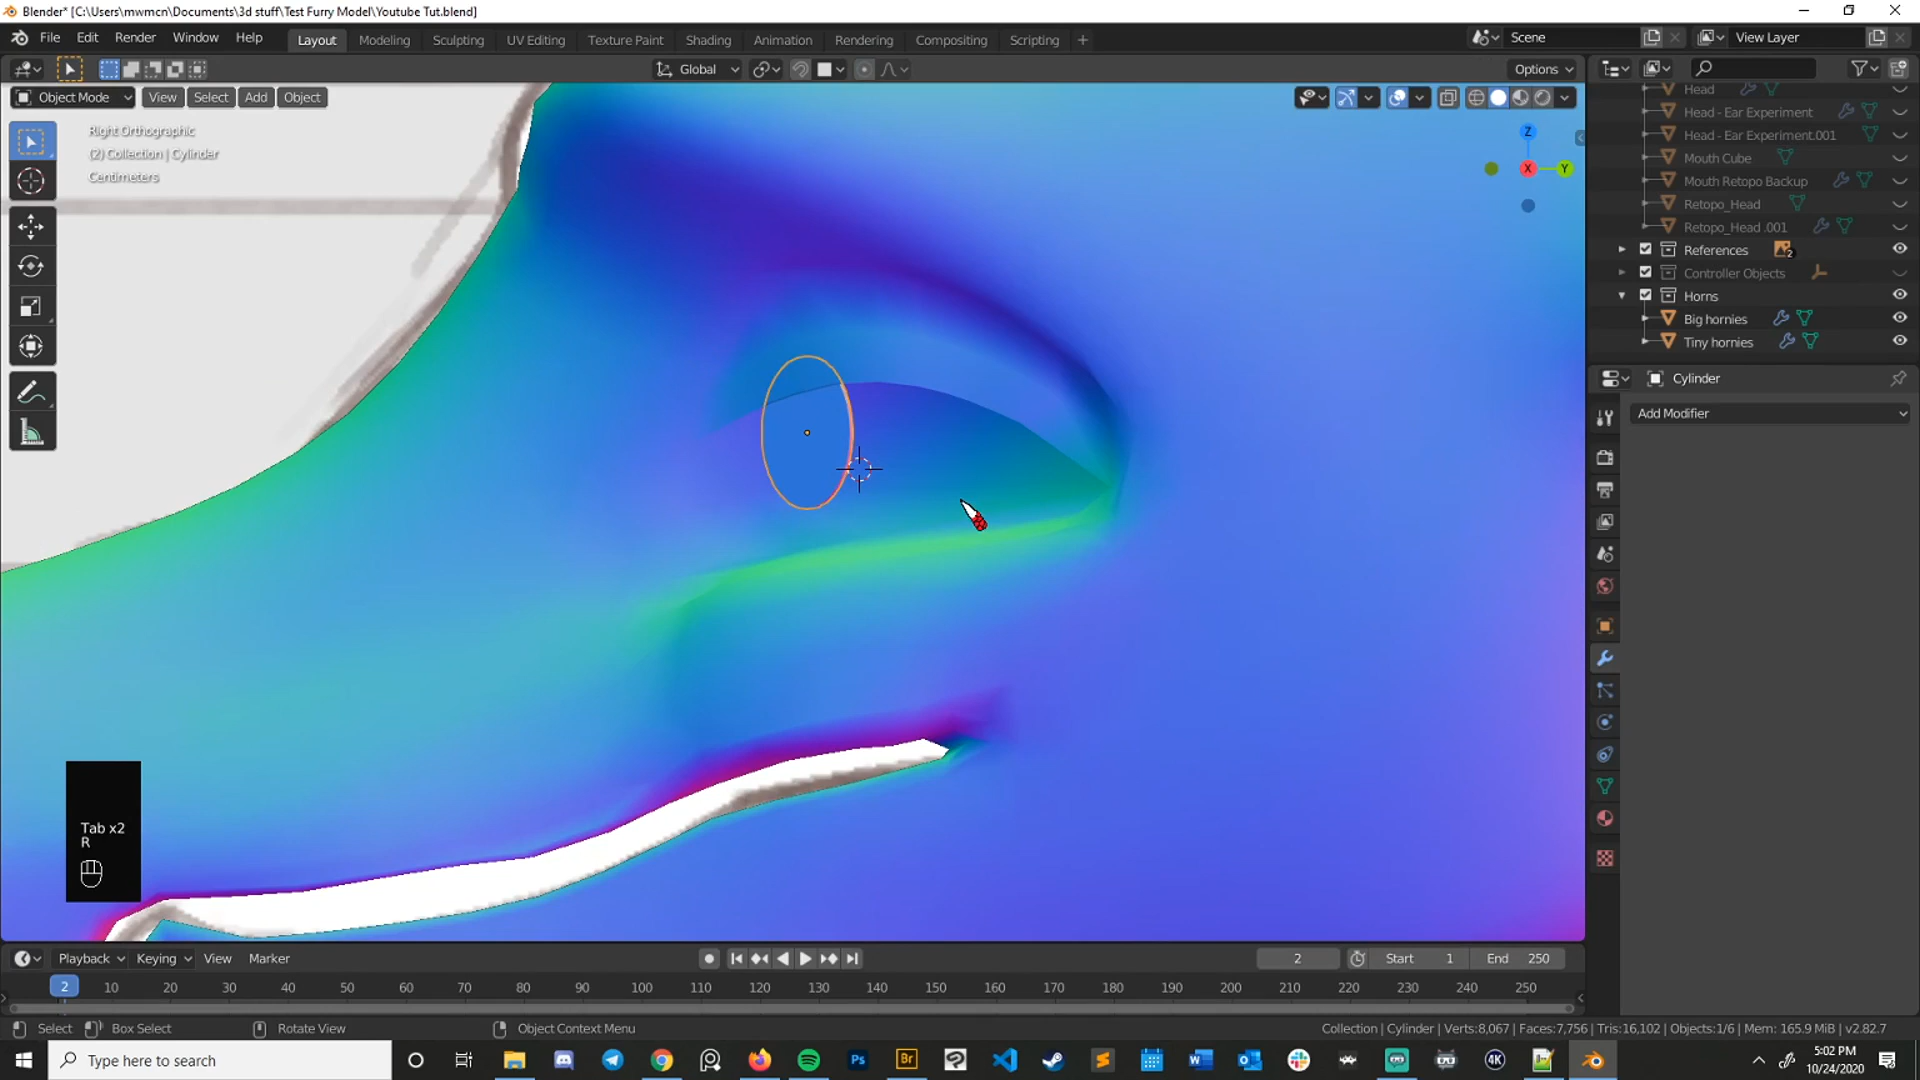 Blender* [C:\Users\mwmcn\Documents\3d stuff\Test Furry Model\Youtube Tut.blend]
File Edit Render Window Help Layout Modeling Sculpting UV Editing Texture Paint Shading Animation Rendering Compositing Scripting + Scene View Layer
Global Options
Object Mode View Select Add Object
Right Orthographic
(2) Collection | Cylinder
Centimeters
Z
X Y
Head
Head - Ear Experiment
Head - Ear Experiment.001
Mouth Cube
Mouth Retopo Backup
Retopo_Head
Retopo_Head .001
References 2
Controller Objects
Horns
Big hornies
Tiny hornies
Cylinder
Add Modifier
Tab x2
R
Playback Keying View Marker 2 Start 1 End 250
2 10 20 30 40 50 60 70 80 90 100 110 120 130 140 150 160 170 180 190 200 210 220 230 240 250
Select Box Select Rotate View Object Context Menu Collection | Cylinder | Verts:8,067 | Faces:7,756 | Tris:16,102 | Objects:1/6 | Mem: 165.9 MiB | v2.82.7
Type here to search Ps Br W 4K 5:02 PM
10/24/2020